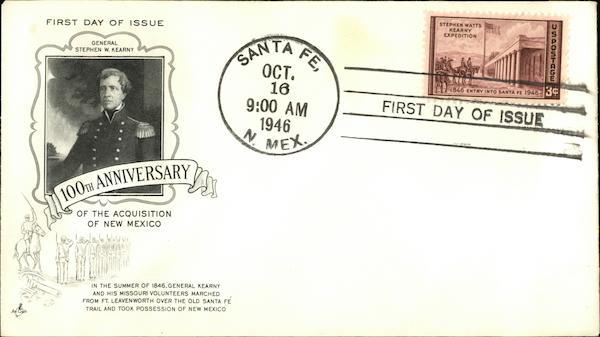 FIRST DAY OF ISSUE
GENERAL
STEPHEN W. KEARNY
100TH ANNIVERSARY
OF THE ACQUISITION
OF NEW MEXICO
IN THE SUMMER OF 1846, GENERAL KEARNY
AND HIS MISSOURI VOLUNTEERS MARCHED
FROM FT. LEAVENWORTH OVER THE OLD SANTA FÉ
TRAIL AND TOOK POSSESSION OF NEW MEXICO
SANTA FE,
OCT.
16
9:00 AM
1946
N. MEX.
STEPHEN WATTS
KEARNY
EXPEDITION
U.S. POSTAGE
3¢
1846 ENTRY INTO SANTA FE 1946
FIRST DAY OF ISSUE